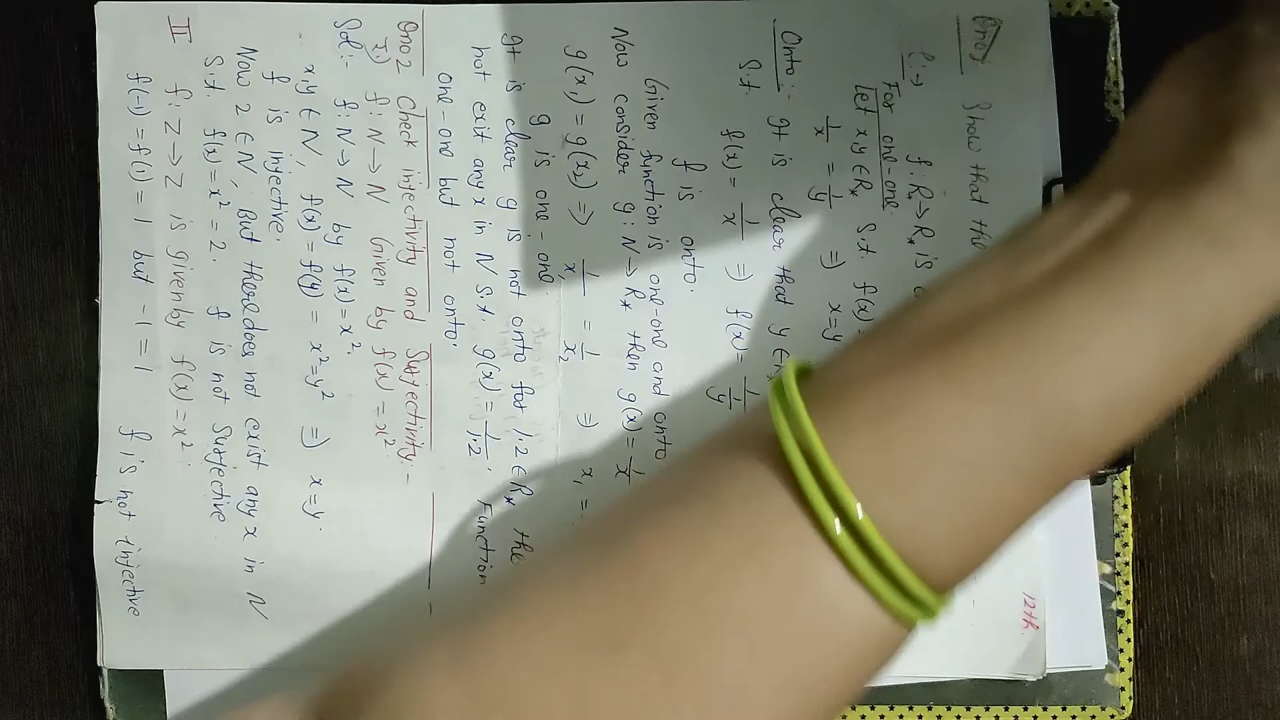 Qno1 Show that the
f: R* → R* is
For one-one
Let x,y ∈ R* S.t. f(x)
1/x = 1/y ⇒ x=y
Onto:- It is clear that y ∈
S.t.
f(x) = 1/x ⇒ f(x) = 1/1/y
f is onto.
Given function is one-one and onto
Now consider g: N → R* then g(x) = 1/x
g(x₁) = g(x₂) ⇒ 1/x₁ = 1/x₂ ⇒ x₁ =
g is one-one.
It is clear g is not onto for 1.2 ∈ R* the
not exit any x in N S.t. g(x) = 1/1.2. Function
one-one but not onto.
Qno2 Check injectivity and Surjectivity:-
I) f: N → N Given by f(x) = x²
Sol:- f: N → N by f(x) = x².
x,y ∈ N, f(x) = f(y) = x²=y² ⇒ x=y.
f is injective.
Now 2 ∈ N. But there does not exist any x in N
S.t. f(x) = x² = 2. f is not Surjective.
II f: Z → Z is given by f(x) = x².
f(-1) = f(1) = 1 but -1 = 1 f is not injective
12th.